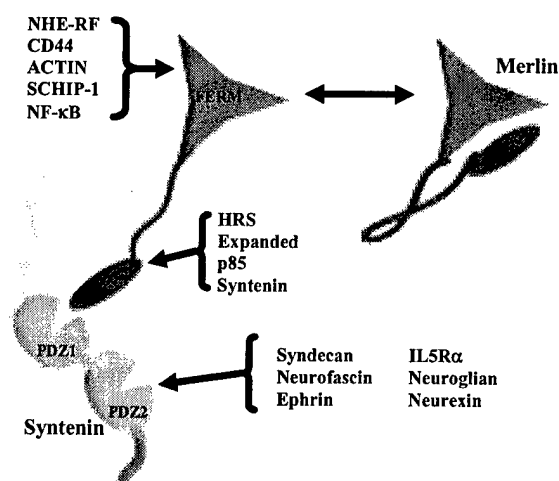 NHE-RF
CD44
ACTIN
SCHIP-1
NF-κB
FERM
Merlin
HRS
Expanded
p85
Syntenin
PDZ1
Syndecan IL5Rα
Neurofascin Neuroglian
Ephrin Neurexin
PDZ2
Syntenin